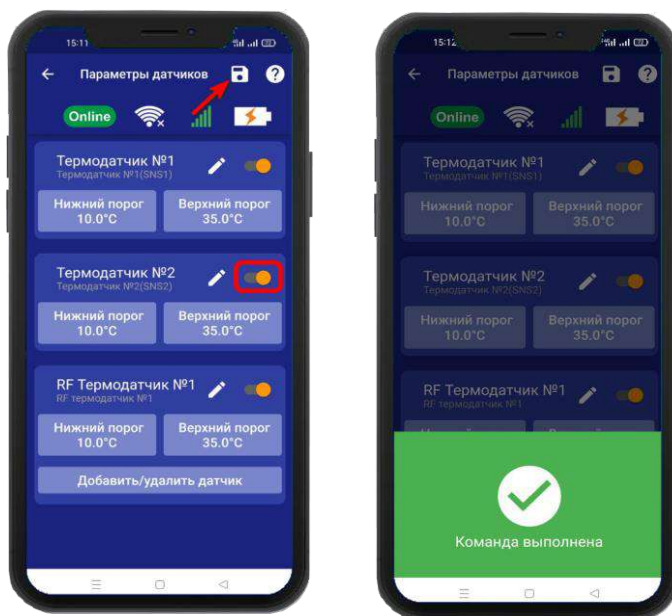 15:11
Параметры датчиков
Online
Термодатчик №1
Термодатчик №1(SNS1)
Нижний порог
10.0°C
Верхний порог
35.0°C
Термодатчик №2
Термодатчик №2(SNS2)
Нижний порог
10.0°C
Верхний порог
35.0°C
RF Термодатчик №1
RF термодатчик №1
Нижний порог
10.0°C
Верхний порог
35.0°C
Добавить/удалить датчик
15:12
Параметры датчиков
Online
Термодатчик №1
Термодатчик №1(SNS1)
Нижний порог
10.0°C
Верхний порог
35.0°C
Термодатчик №2
Термодатчик №2(SNS2)
Нижний порог
10.0°C
Верхний порог
35.0°C
RF Термодатчик №1
RF термодатчик №1
Команда выполнена